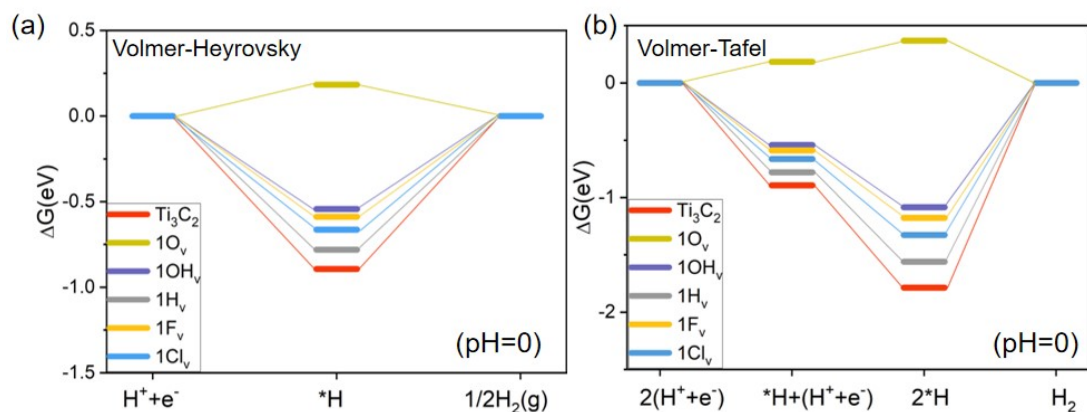 (a)
Volmer-Heyrovsky
ΔG(eV)
0.5
0.0
-0.5
-1.0
-1.5
Ti₃C₂
1Oᵥ
1OHᵥ
1Hᵥ
1Fᵥ
1Clᵥ
(pH=0)
H⁺+e⁻
*H
1/2H₂(g)
(b)
Volmer-Tafel
ΔG(eV)
0
-1
-2
Ti₃C₂
1Oᵥ
1OHᵥ
1Hᵥ
1Fᵥ
1Clᵥ
(pH=0)
2(H⁺+e⁻)
*H+(H⁺+e⁻)
2*H
H₂